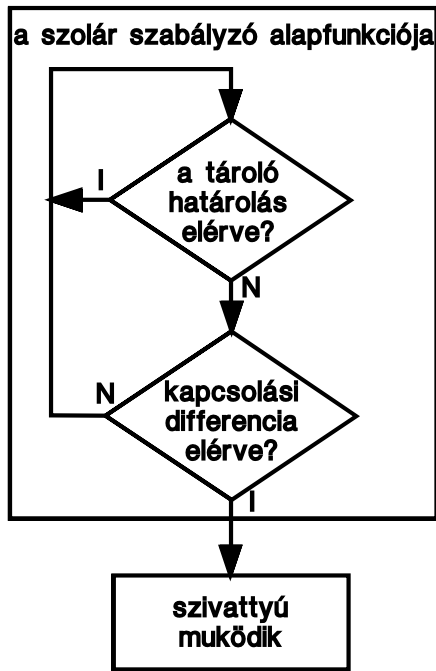 a szolár szabályzó alapfunkciója
a tároló
határolás
elérve?
I
N
kapcsolási
differencia
elérve?
N
I
szivattyú
muködik